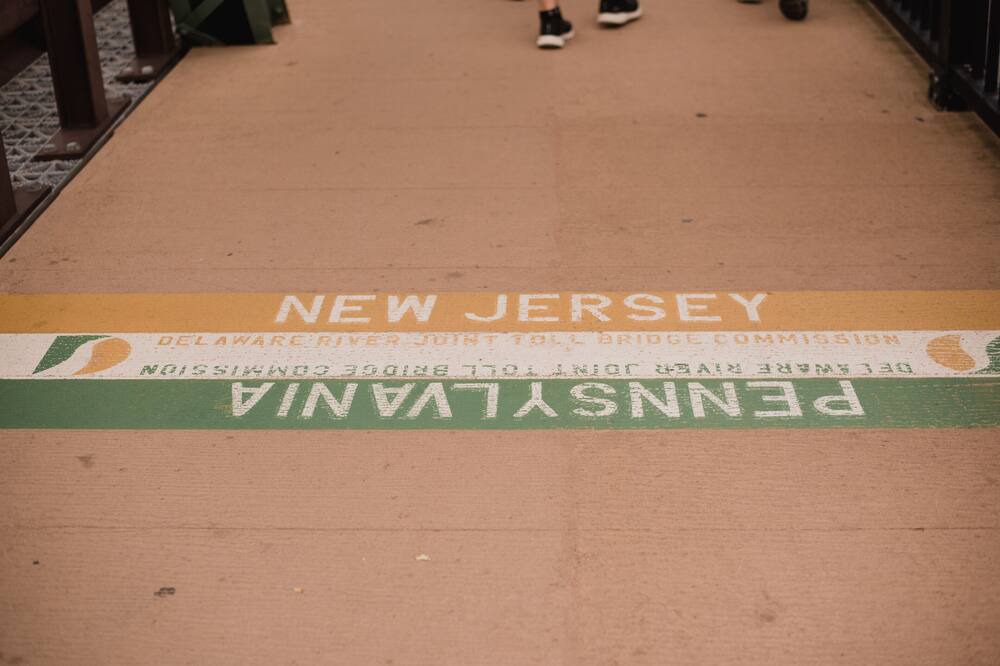 NEW JERSEY
DELAWARE RIVER JOINT TOLL BRIDGE COMMISSION
DELAWARE RIVER JOINT TOLL BRIDGE COMMISSION
PENNSYLVANIA